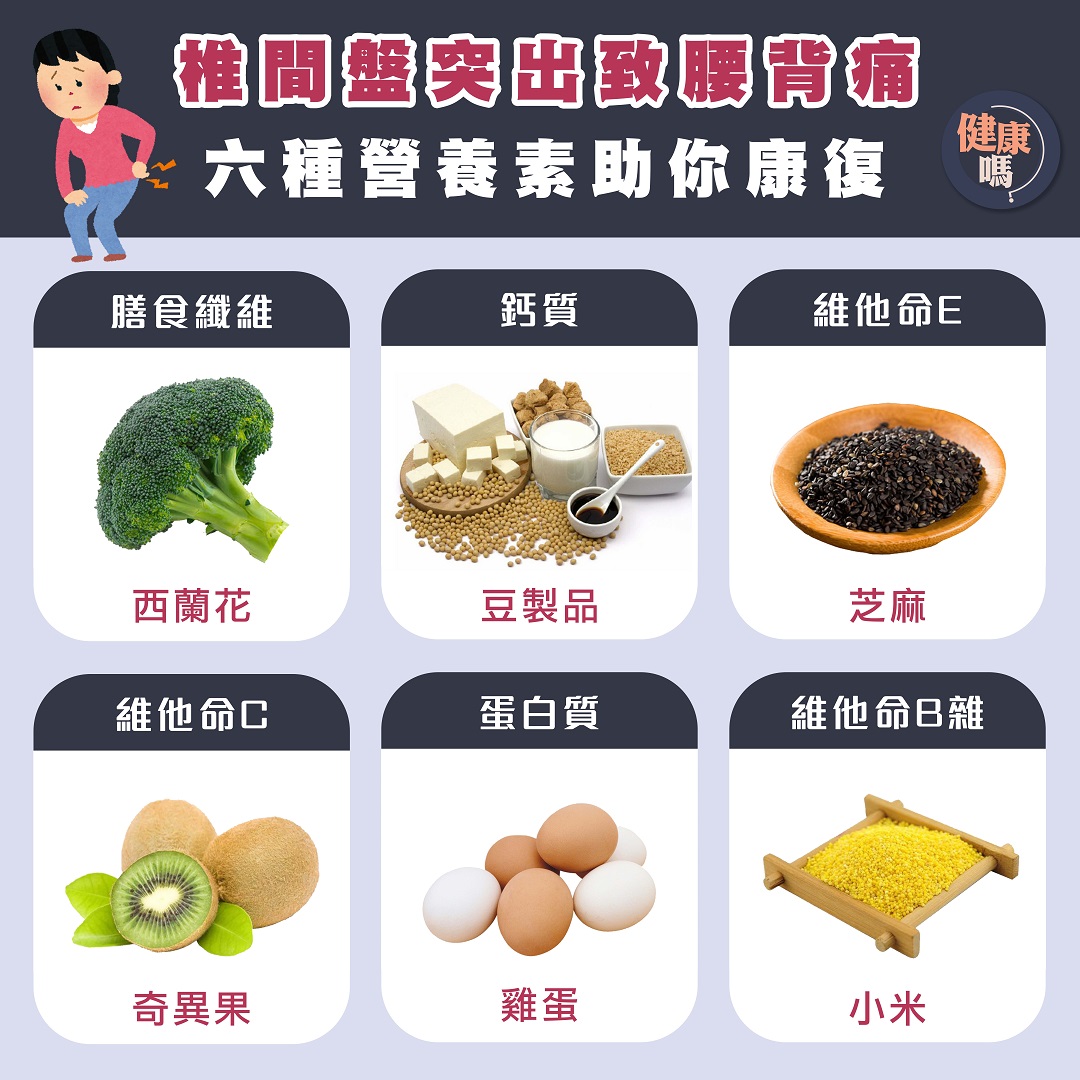 椎間盤突出致腰背痛
六種營養素助你康復
健康
嗎?
膳食纖維
鈣質
維他命E
西蘭花
豆製品
芝麻
維他命C
蛋白質
維他命B雜
奇異果
雞蛋
小米